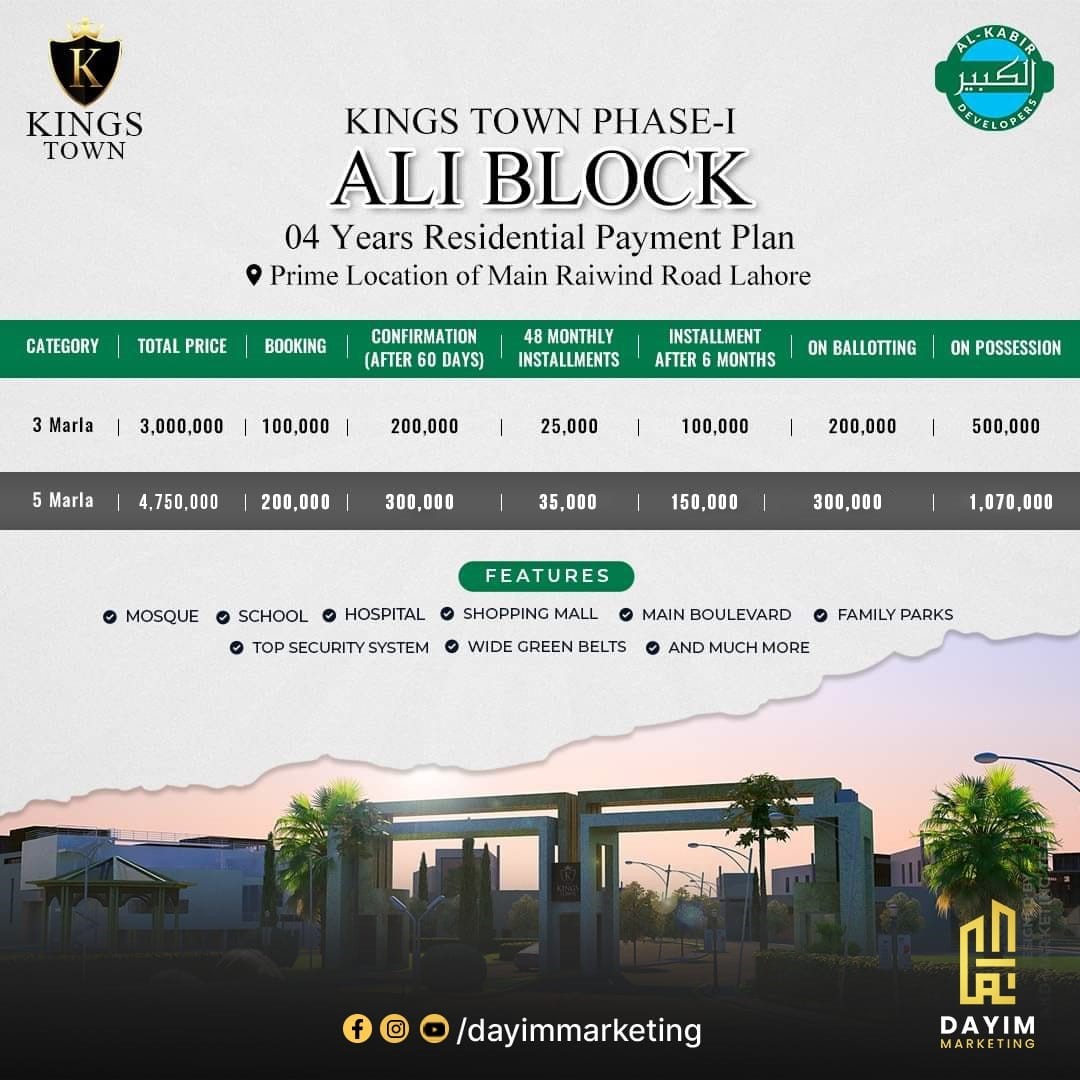 K
KINGS
TOWN
AL-KABIR
الكبير
DEVELOPERS
KINGS TOWN PHASE-I
ALI BLOCK
04 Years Residential Payment Plan
Prime Location of Main Raiwind Road Lahore
CATEGORY | TOTAL PRICE | BOOKING | CONFIRMATION (AFTER 60 DAYS) | 48 MONTHLY INSTALLMENTS | INSTALLMENT AFTER 6 MONTHS | ON BALLOTTING | ON POSSESSION
3 Marla | 3,000,000 | 100,000 | 200,000 | 25,000 | 100,000 | 200,000 | 500,000
5 Marla | 4,750,000 | 200,000 | 300,000 | 35,000 | 150,000 | 300,000 | 1,070,000
FEATURES
MOSQUE SCHOOL HOSPITAL SHOPPING MALL MAIN BOULEVARD FAMILY PARKS
TOP SECURITY SYSTEM WIDE GREEN BELTS AND MUCH MORE
KINGS
TOWN
/dayimmarketing
DAYIM
MARKETING